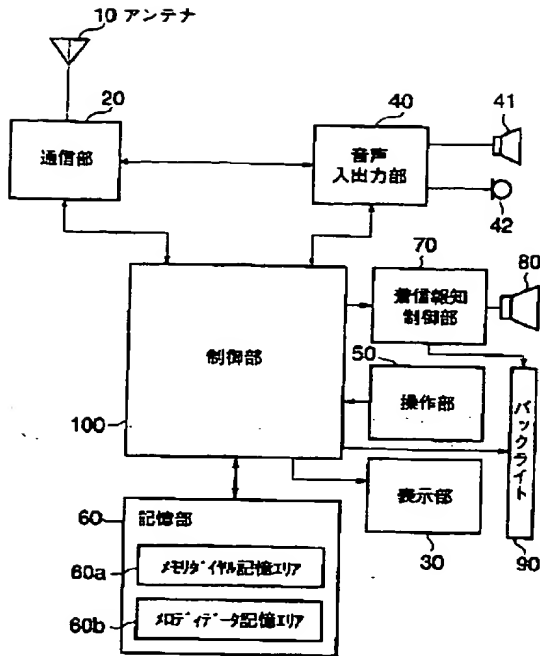 10 アンテナ
20
通信部
40
音声
入出力部
41
42
70
着信報知
制御部
80
制御部
100
50
操作部
バックライト
90
表示部
30
60
記憶部
60a
メモリダイヤル記憶エリア
60b
メロディデータ記憶エリア